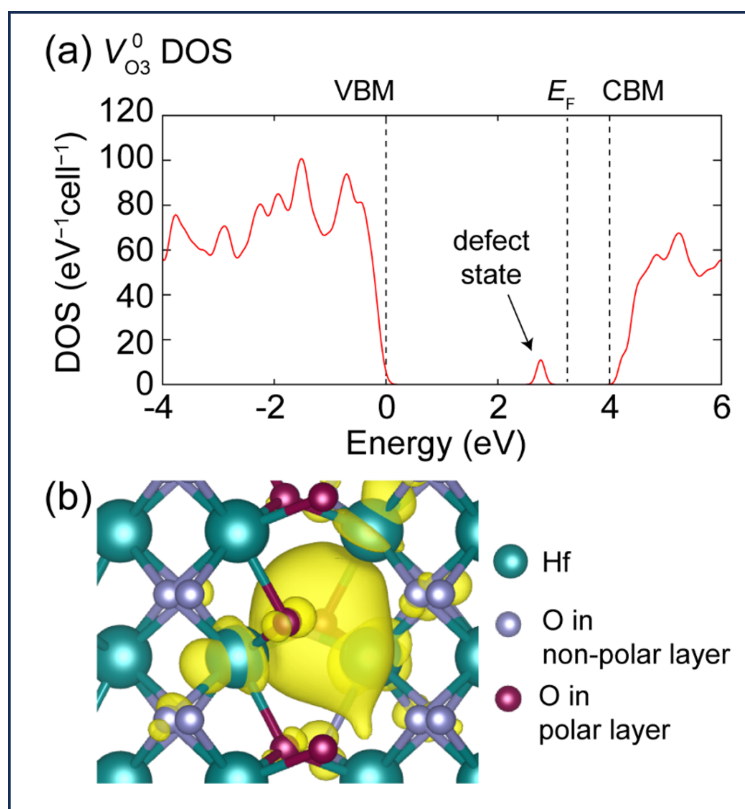 (a) V⁰O3 DOS
VBM EF CBM
120
100
80
60
40
20
0
DOS (eV⁻¹cell⁻¹)
defect
state
-4 -2 0 2 4 6
Energy (eV)
(b)
Hf
O in
non-polar layer
O in
polar layer